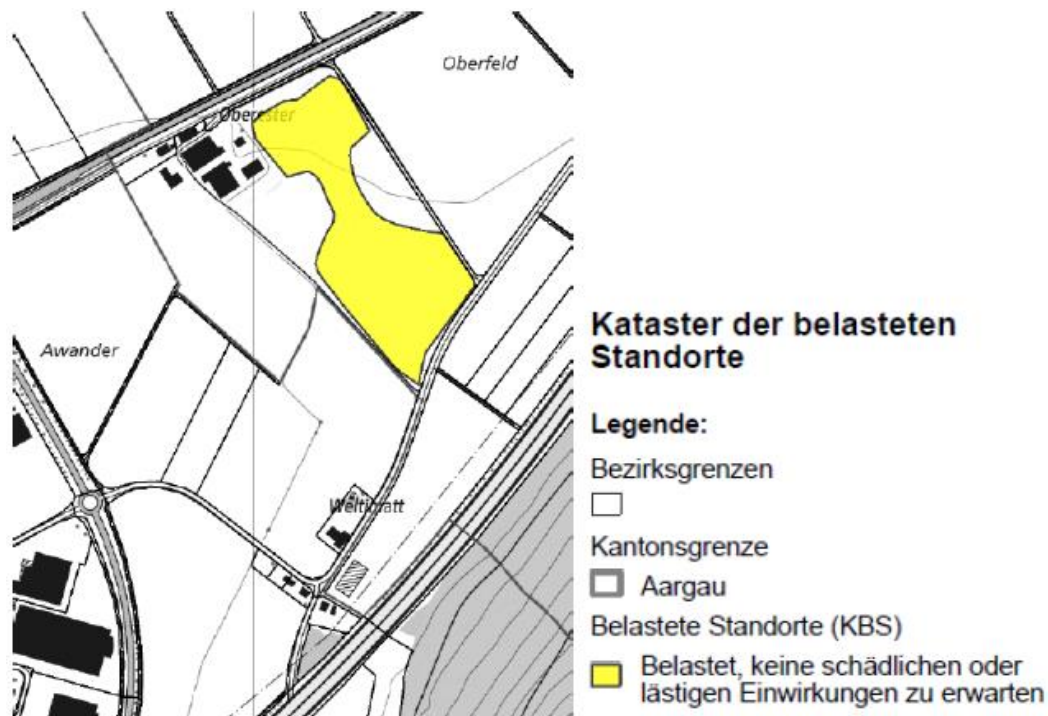 Oberfeld
Oberester
Awander
Weltimatt
Kataster der belasteten
Standorte
Legende:
Bezirksgrenzen
Kantonsgrenze
Aargau
Belastete Standorte (KBS)
Belastet, keine schädlichen oder
lästigen Einwirkungen zu erwarten